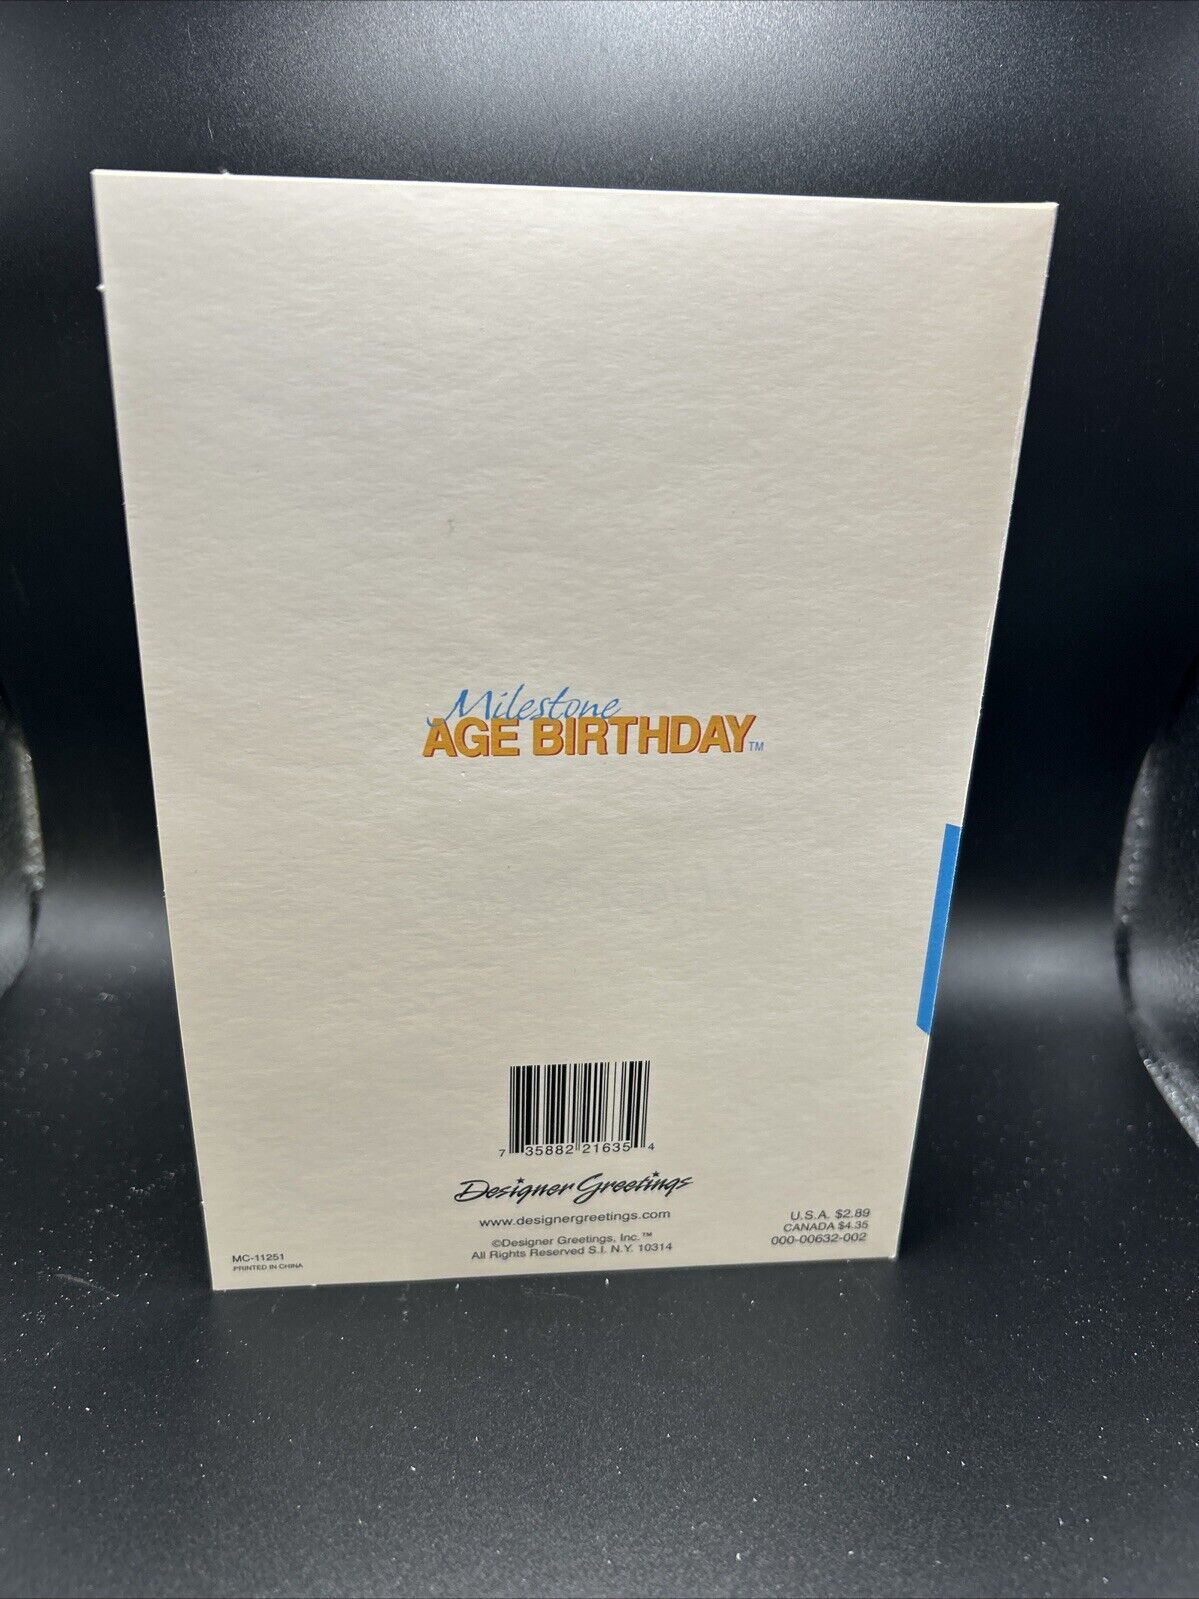 Milestone
AGE BIRTHDAY™
7 35882 21635 4
Designer Greetings
www.designergreetings.com
©Designer Greetings, Inc.™
All Rights Reserved S.I. N.Y. 10314
MC-11251
PRINTED IN CHINA
U.S.A. $2.89
CANADA $4.35
000-00632-002